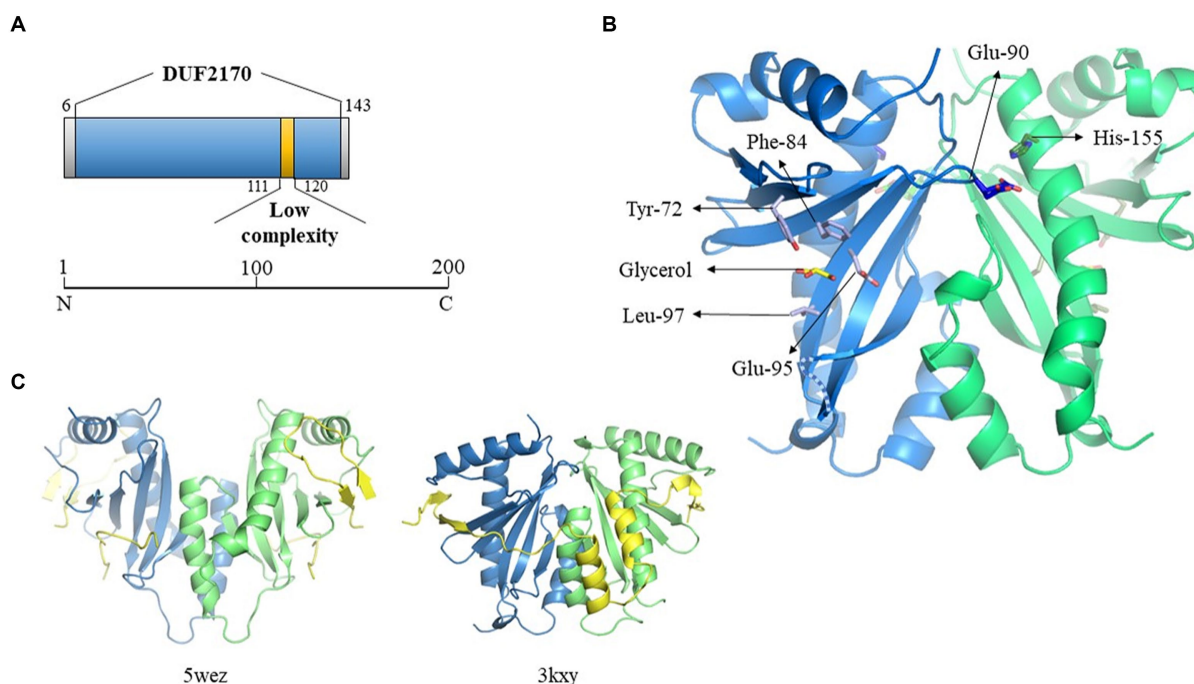 A
DUF2170
6
143
111
120
Low
complexity
1
100
200
N
C
B
Glu-90
Phe-84
His-155
Tyr-72
Glycerol
Leu-97
Glu-95
C
5wez
3kxy